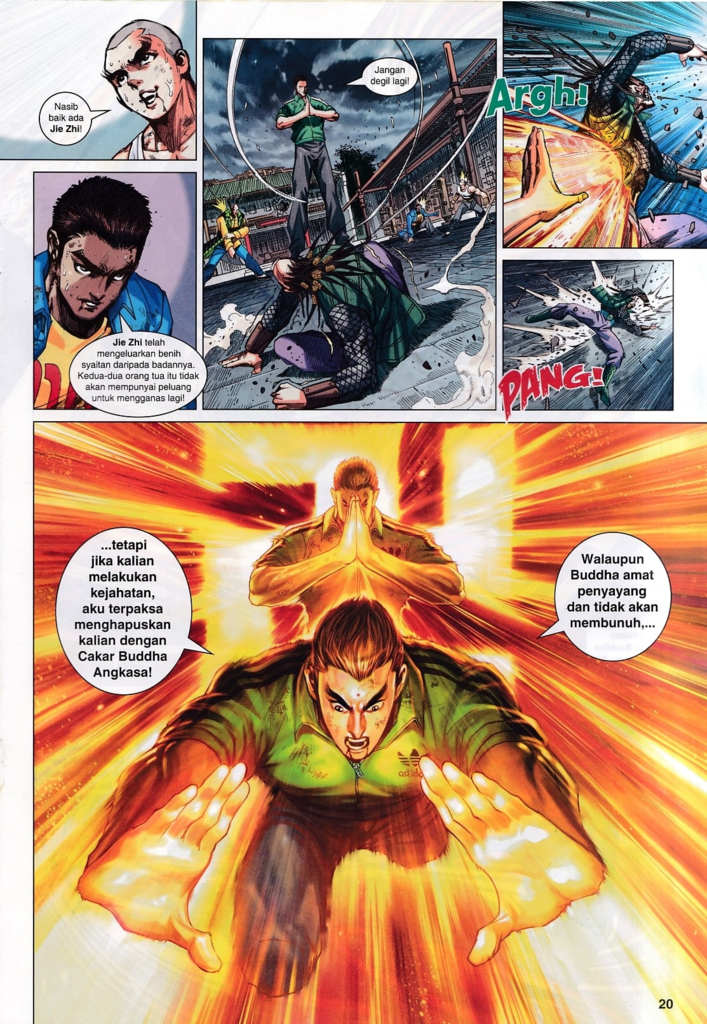 Argh!
PANG!
Jangan
degil lagi!
Nasib
baik ada
Jie Zhi!
Jie Zhi telah
mengeluarkan benih
syaitan daripada badannya.
Kedua-dua orang tua itu tidak
akan mempunyai peluang
untuk mengganas lagi!
Walaupun
Buddha amat
penyayang
dan tidak akan
membunuh,...
...tetapi
jika kalian
melakukan
kejahatan,
aku terpaksa
menghapuskan
kalian dengan
Cakar Buddha
Angkasa!
adidas
20